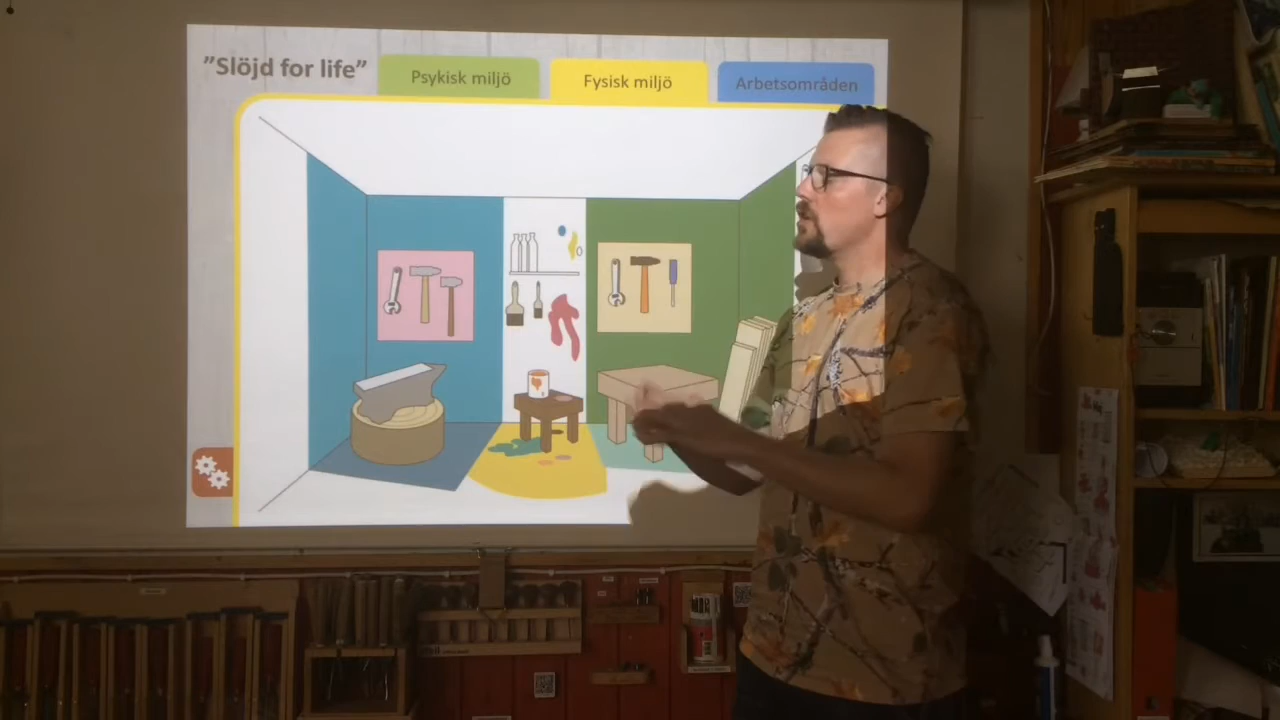 ”Slöjd for life”
Psykisk miljö
Fysisk miljö
Arbetsområden